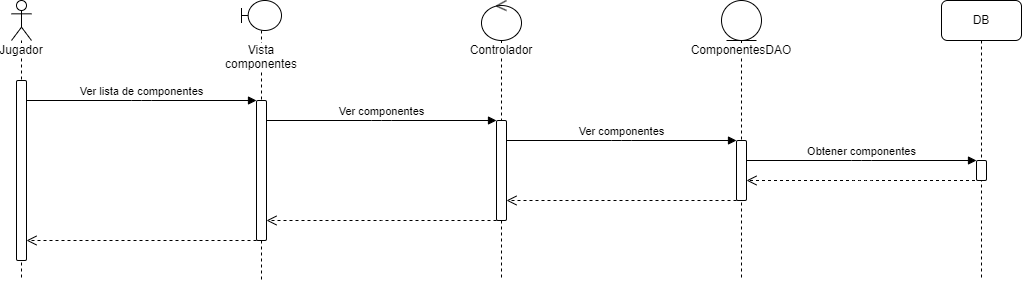 DB
Jugador
Vista
componentes
Controlador
ComponentesDAO
Ver lista de componentes
Ver componentes
Ver componentes
Obtener componentes